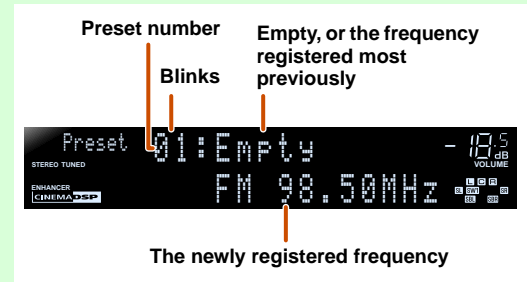 Preset number
Empty, or the frequency
registered most
previously
Blinks
Preset 01:Empty
-18.5
dB
STEREO TUNED
VOLUME
ENHANCER
CINEMA DSP
FM 98.50MHz
L C R
SL SW1 SR
SBL SBR
The newly registered frequency